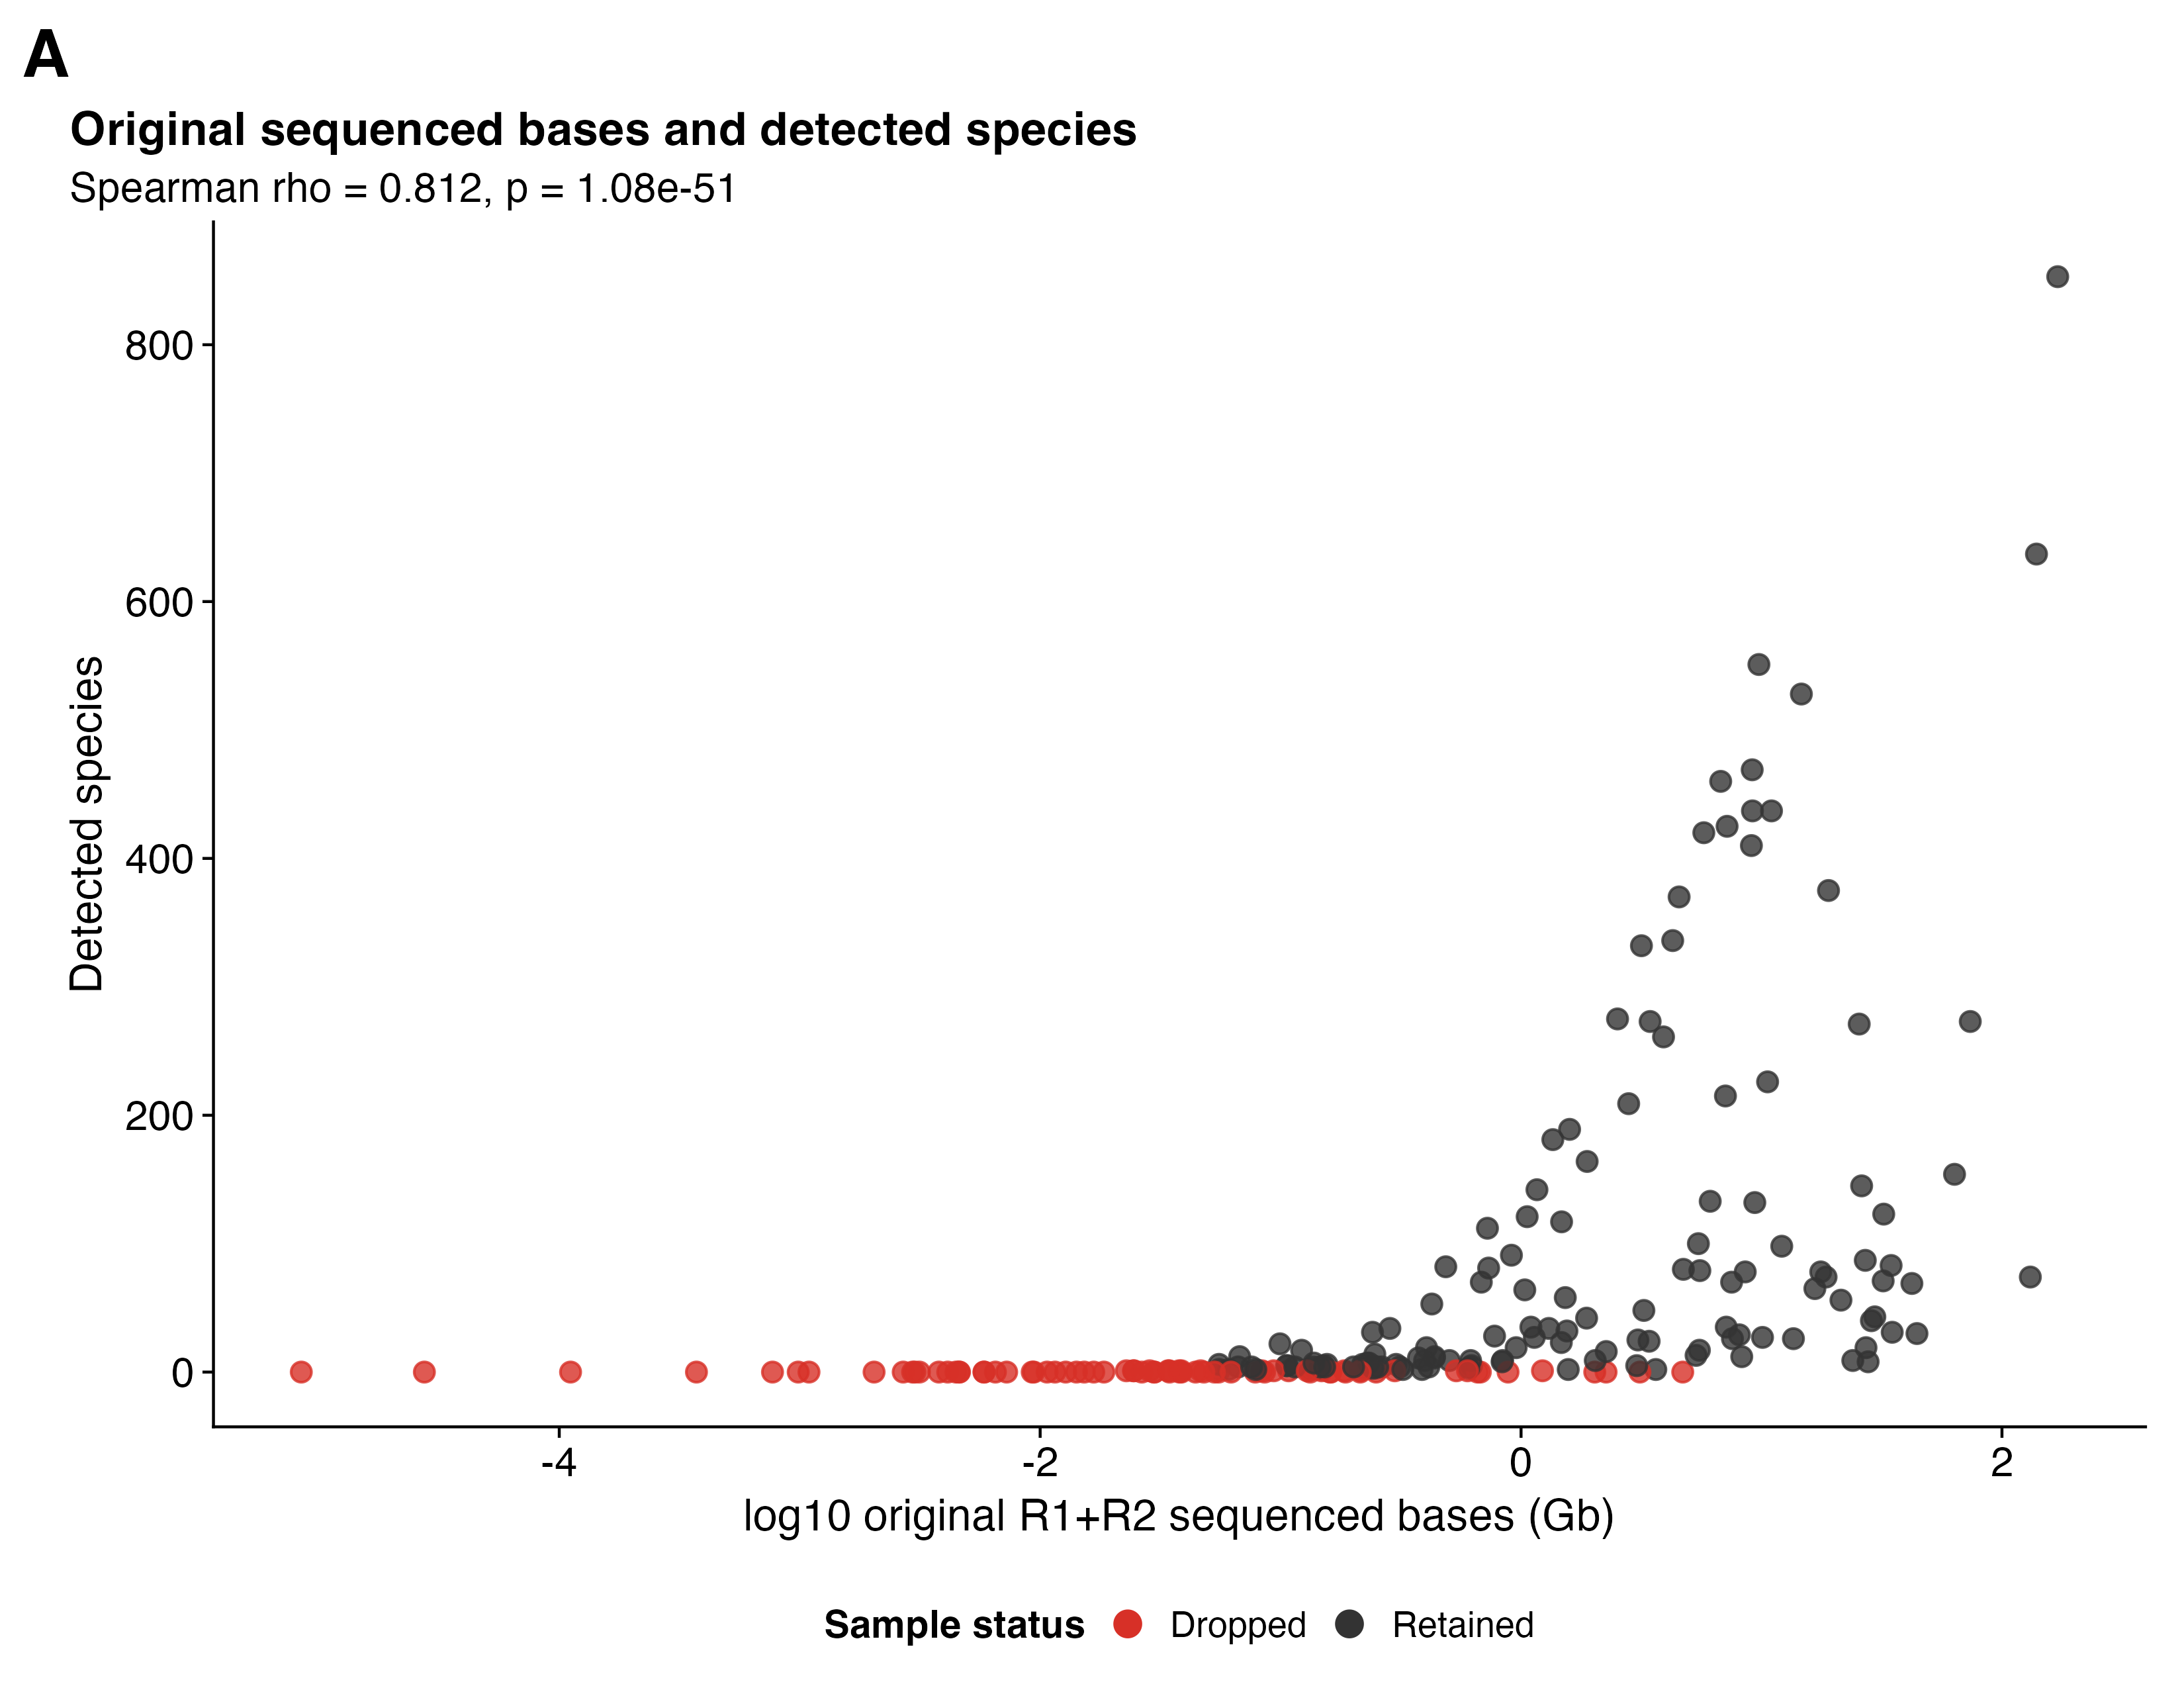 A
Original sequenced bases and detected species
Spearman rho = 0.812, p = 1.08e-51
800
600
400
200
0
Detected species
-4
-2
0
2
log10 original R1+R2 sequenced bases (Gb)
Sample status
Dropped
Retained